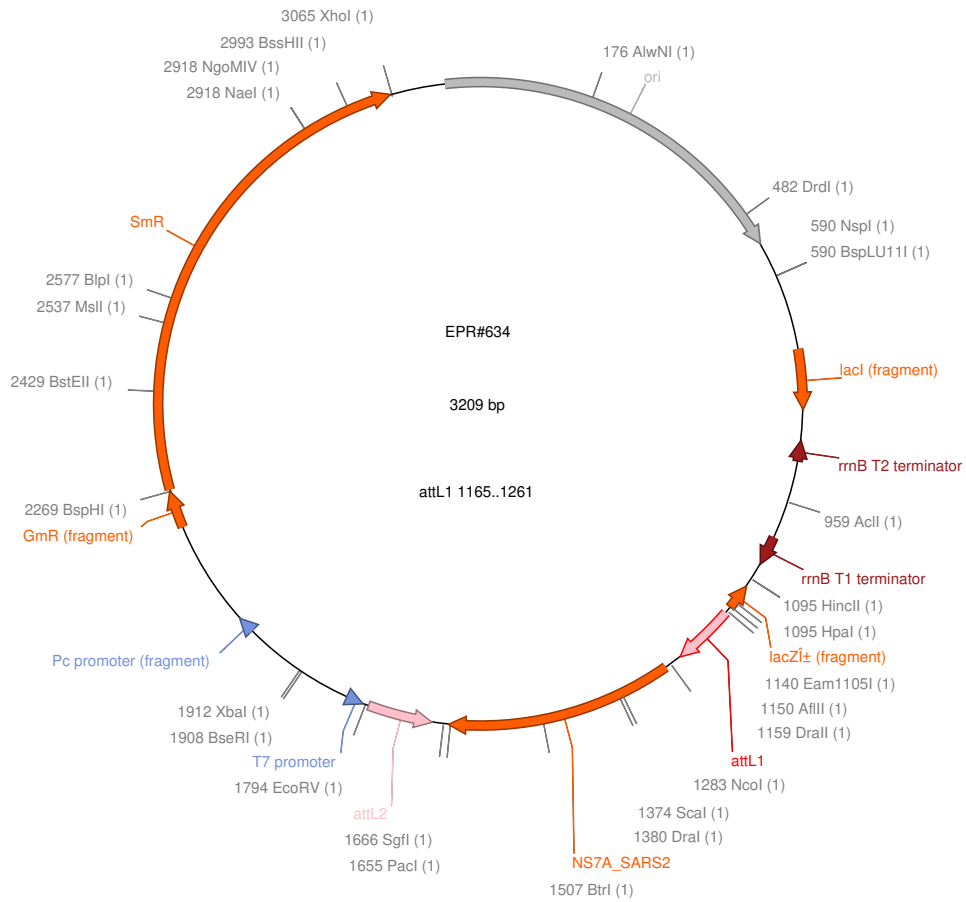 3065 XhoI (1)
2993 BssHII (1)
2918 NgoMIV (1)
2918 NaeI (1)
176 AlwNI (1)
ori
482 DrdI (1)
590 NspI (1)
590 BspLU11I (1)
SmR
2577 BlpI (1)
2537 MslI (1)
2429 BstEII (1)
EPR#634
3209 bp
attL1 1165..1261
lacI (fragment)
rrnB T2 terminator
959 AclI (1)
rrnB T1 terminator
1095 HincII (1)
1095 HpaI (1)
lacZÎ± (fragment)
1140 Eam1105I (1)
1150 AflII (1)
1159 DraII (1)
attL1
1283 NcoI (1)
1374 ScaI (1)
1380 DraI (1)
NS7A_SARS2
1507 BtrI (1)
2269 BspHI (1)
GmR (fragment)
Pc promoter (fragment)
1912 XbaI (1)
1908 BseRI (1)
T7 promoter
1794 EcoRV (1)
attL2
1666 SgfI (1)
1655 PacI (1)